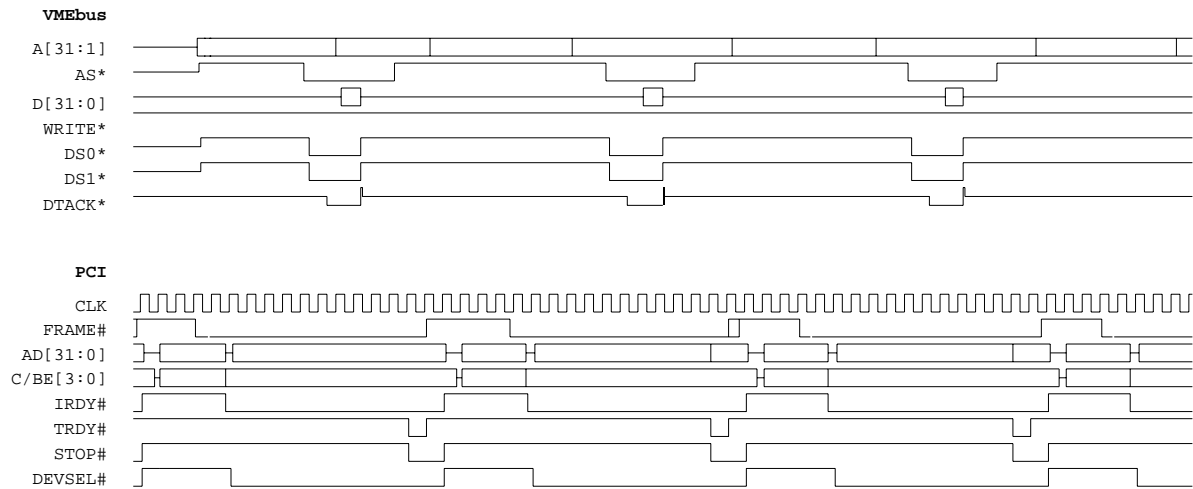 VMEbus
A[31:1]
AS*
D[31:0]
WRITE*
DS0*
DS1*
DTACK*
PCI
CLK
FRAME#
AD[31:0]
C/BE[3:0]
IRDY#
TRDY#
STOP#
DEVSEL#